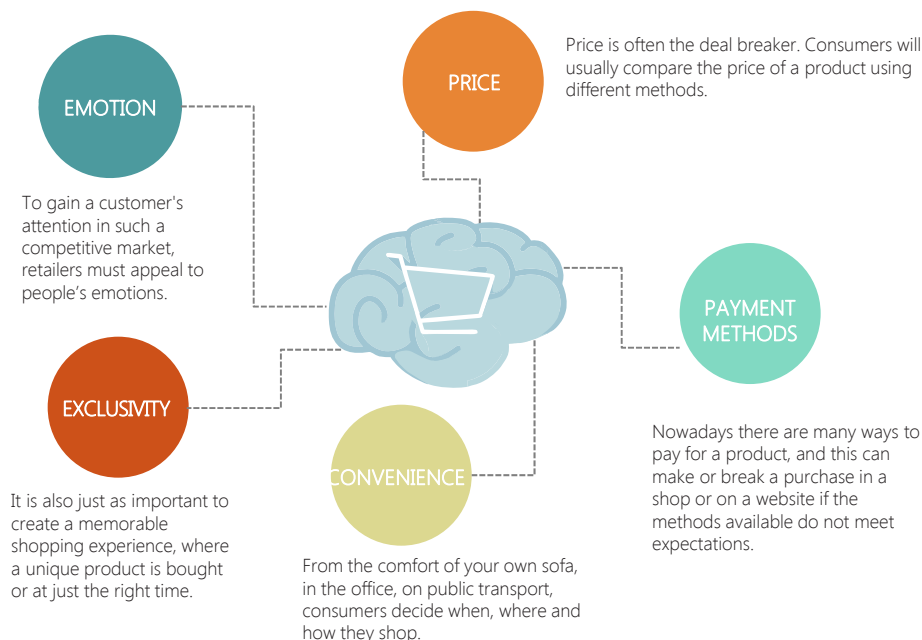 EMOTION
To gain a customer's
attention in such a
competitive market,
retailers must appeal to
people’s emotions.
PRICE
Price is often the deal breaker. Consumers will
usually compare the price of a product using
different methods.
PAYMENT
METHODS
Nowadays there are many ways to
pay for a product, and this can
make or break a purchase in a
shop or on a website if the
methods available do not meet
expectations.
EXCLUSIVITY
It is also just as important to
create a memorable
shopping experience, where
a unique product is bought
or at just the right time.
CONVENIENCE
From the comfort of your own sofa,
in the office, on public transport,
consumers decide when, where and
how they shop.